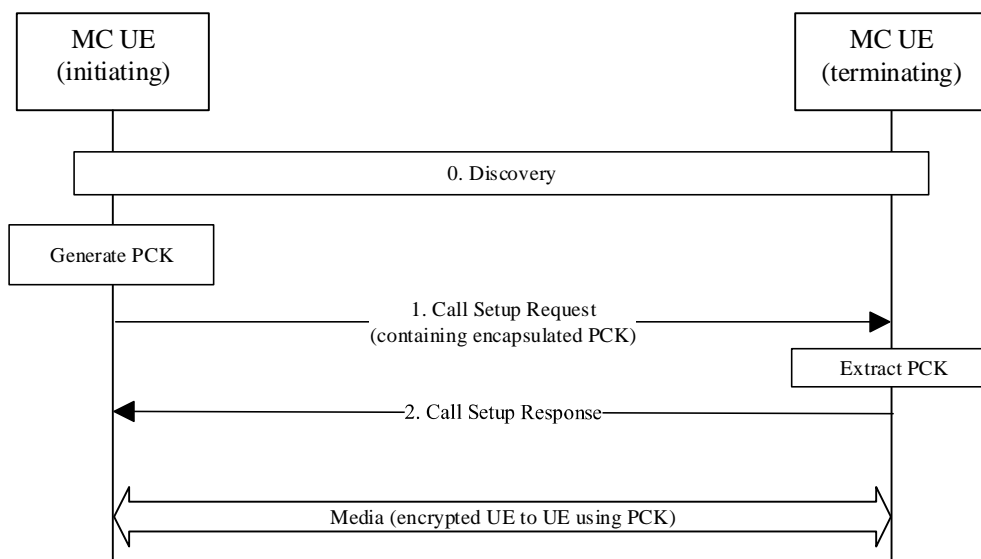 MC UE
(initiating)
MC UE
(terminating)
0. Discovery
Generate PCK
1. Call Setup Request
(containing encapsulated PCK)
Extract PCK
2. Call Setup Response
Media (encrypted UE to UE using PCK)